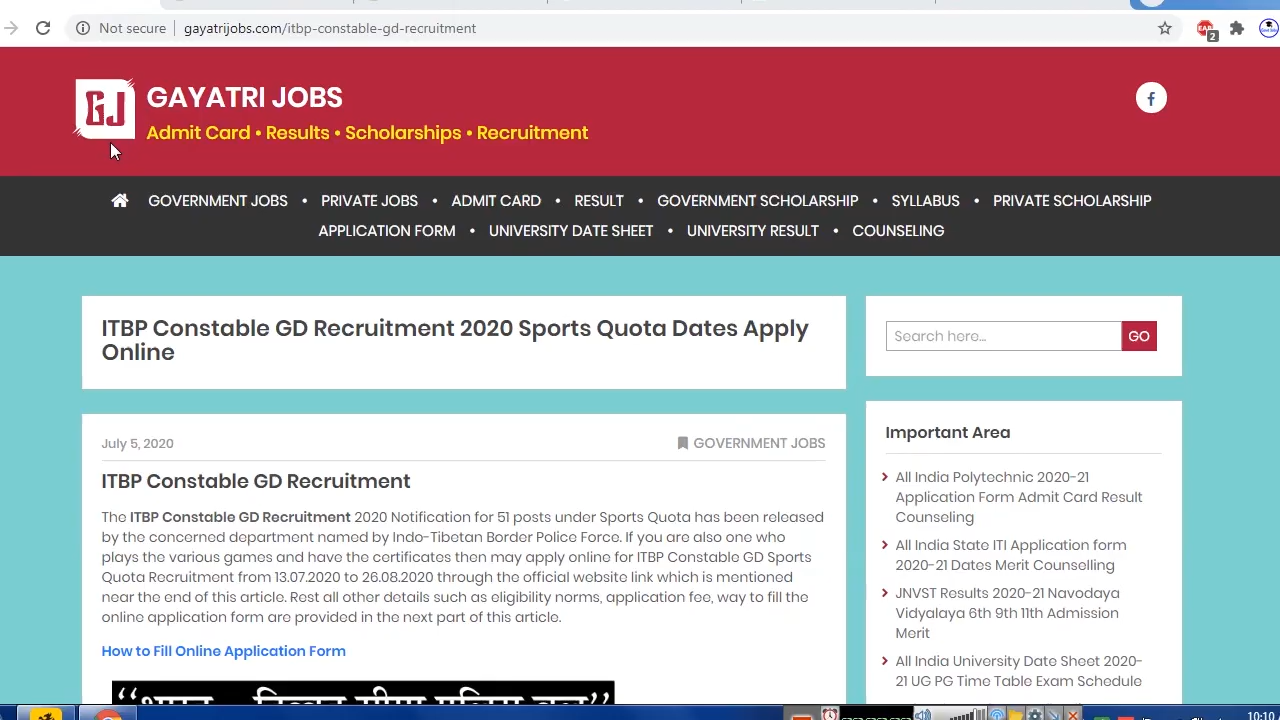 Not secure
gayatrijobs.com/itbp-constable-gd-recruitment
2
GJ
GAYATRI JOBS
Admit Card • Results • Scholarships • Recruitment
GOVERNMENT JOBS • PRIVATE JOBS • ADMIT CARD • RESULT • GOVERNMENT SCHOLARSHIP • SYLLABUS • PRIVATE SCHOLARSHIP
APPLICATION FORM • UNIVERSITY DATE SHEET • UNIVERSITY RESULT • COUNSELING
ITBP Constable GD Recruitment 2020 Sports Quota Dates Apply
Online
July 5, 2020
GOVERNMENT JOBS
ITBP Constable GD Recruitment
The ITBP Constable GD Recruitment 2020 Notification for 51 posts under Sports Quota has been released
by the concerned department named by Indo-Tibetan Border Police Force. If you are also one who
plays the various games and have the certificates then may apply online for ITBP Constable GD Sports
Quota Recruitment from 13.07.2020 to 26.08.2020 through the official website link which is mentioned
near the end of this article. Rest all other details such as eligibility norms, application fee, way to fill the
online application form are provided in the next part of this article.
How to Fill Online Application Form
Search here...
GO
Important Area
All India Polytechnic 2020-21
Application Form Admit Card Result
Counseling
All India State ITI Application form
2020-21 Dates Merit Counselling
JNVST Results 2020-21 Navodaya
Vidyalaya 6th 9th 11th Admission
Merit
All India University Date Sheet 2020-
21 UG PG Time Table Exam Schedule
10:10